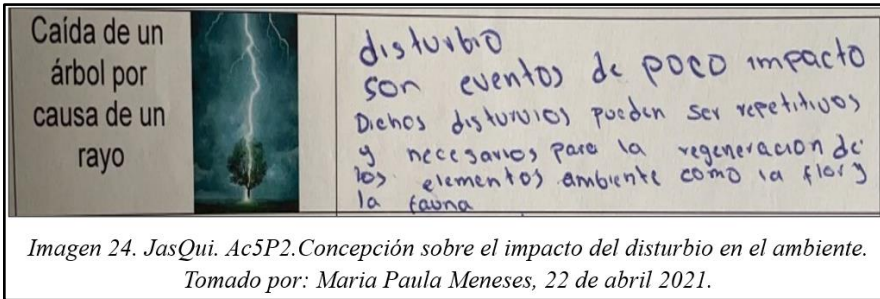 Caída de un
árbol por
causa de un
rayo
disturbio
son eventos de poco impacto
Dichos disturvios pueden ser repetitivos
y necesarios para la regeneracion de
los elementos ambiente como la flor y
la fauna
Imagen 24. JasQui. Ac5P2.Concepción sobre el impacto del disturbio en el ambiente.
Tomado por: Maria Paula Meneses, 22 de abril 2021.